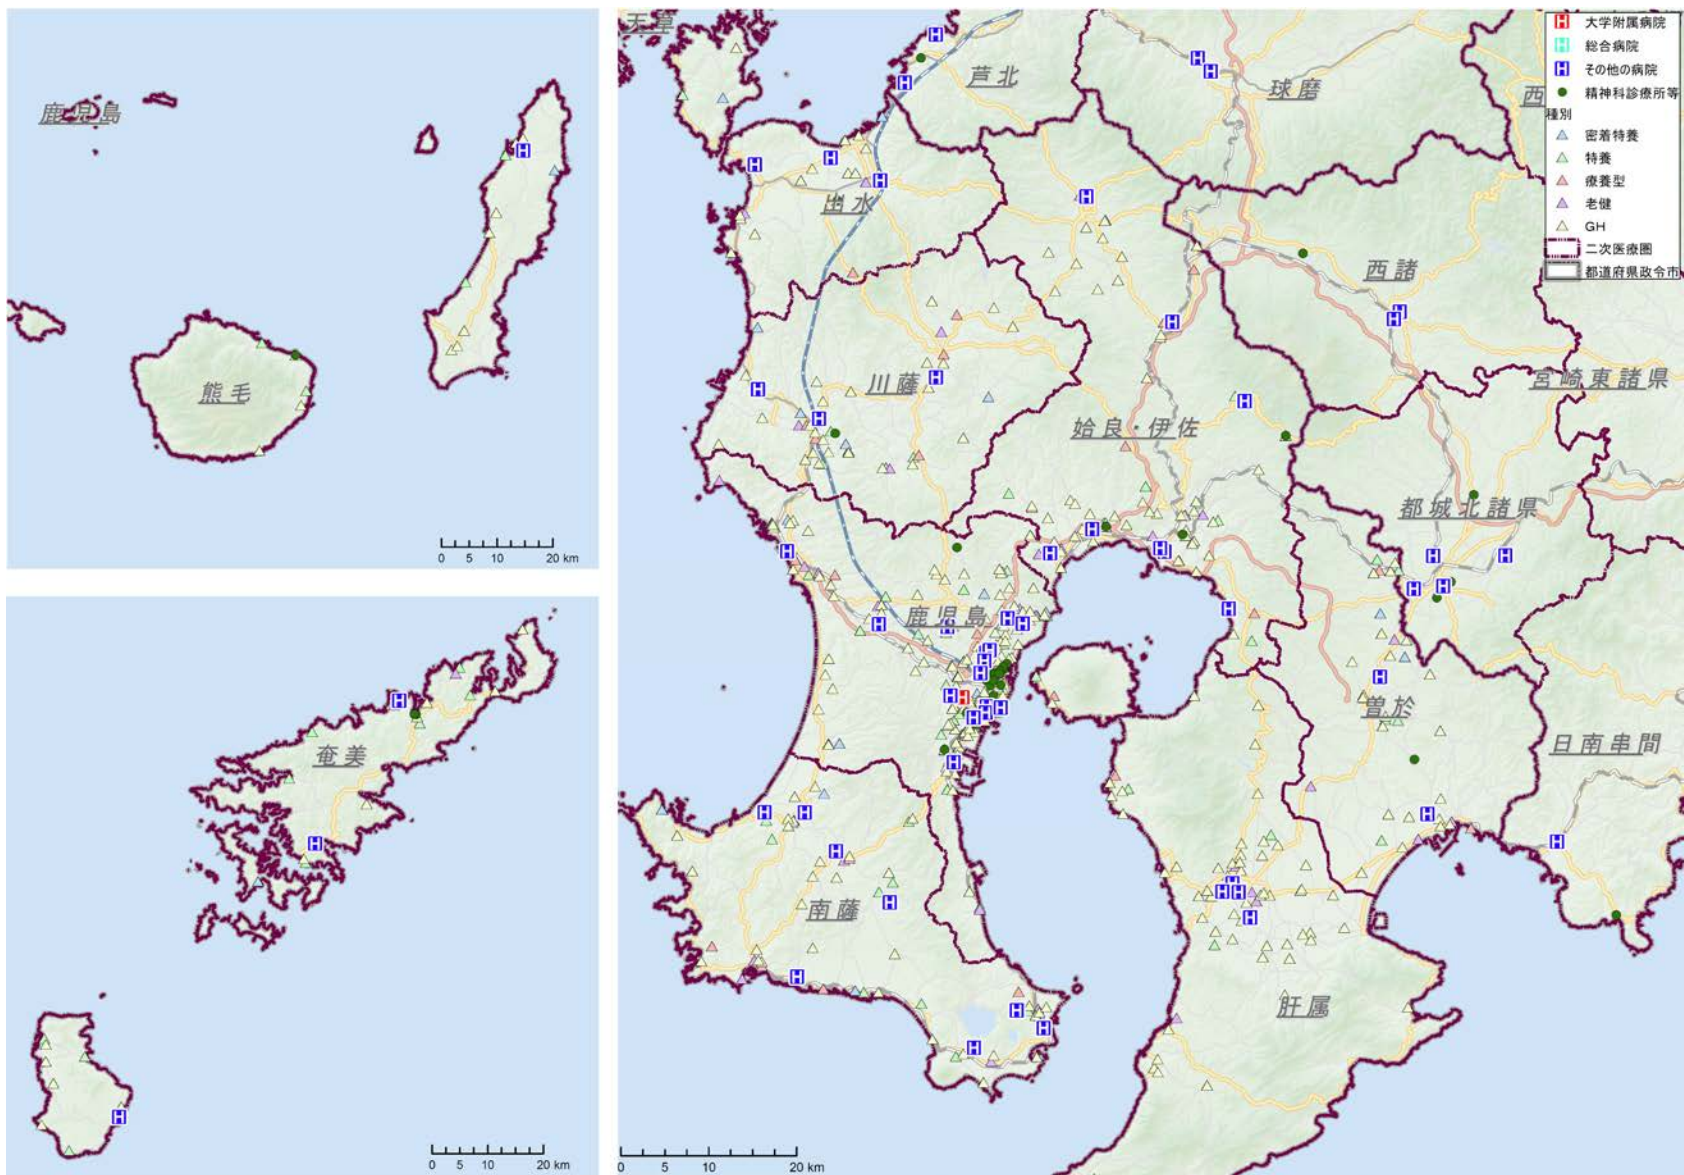 鹿児島
熊毛
0 5 10 20 km
奄美
0 5 10 20 km
天草
芦北
球磨
西
出水
西諸
川薩
宮崎東諸県
姶良・伊佐
都城北諸県
鹿児島
曽於
日南串間
南薩
肝属
0 5 10 20 km
大学附属病院
総合病院
その他の病院
精神科診療所等
種別
密着特養
特養
療養型
老健
GH
二次医療圏
都道府県政令市